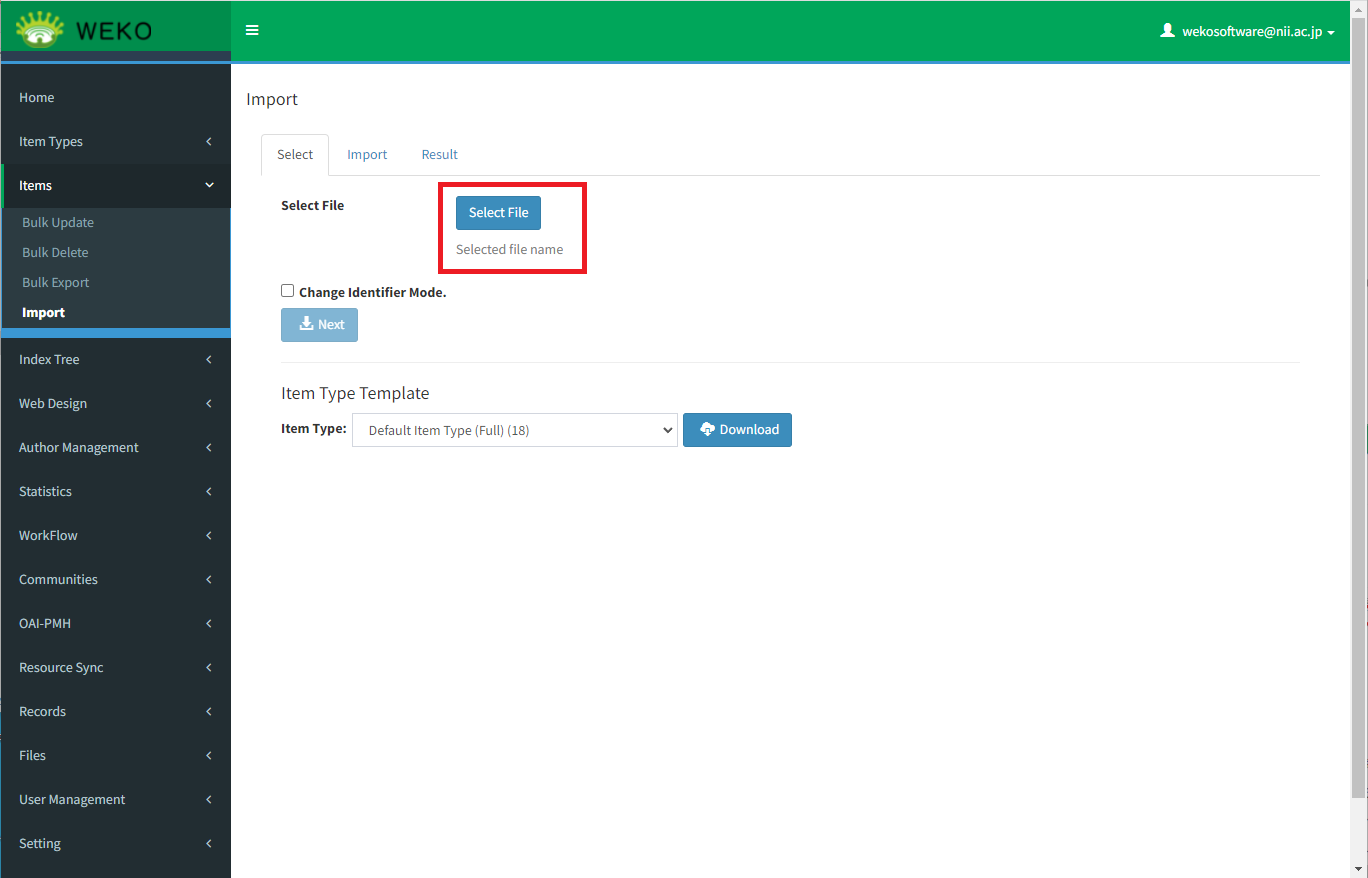 WEKO
wekosoftware@nii.ac.jp
Home
Item Types
Items
Bulk Update
Bulk Delete
Bulk Export
Import
Index Tree
Web Design
Author Management
Statistics
WorkFlow
Communities
OAI-PMH
Resource Sync
Records
Files
User Management
Setting
Import
Select Import Result
Select File Select File
Selected file name
Change Identifier Mode.
Next
Item Type Template
Item Type: Default Item Type (Full) (18) Download